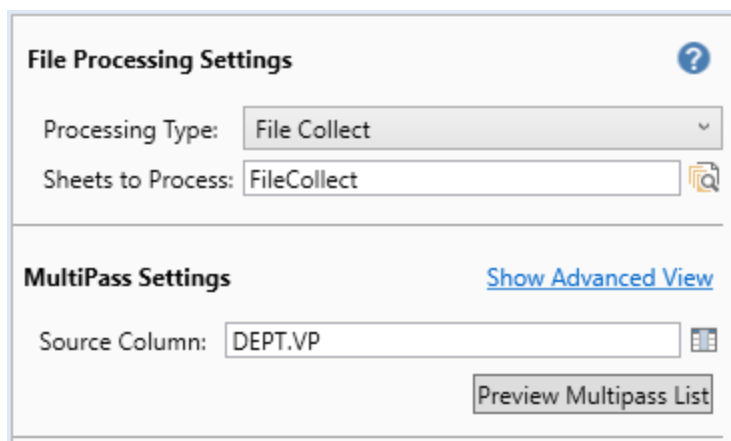 File Processing Settings ?
Processing Type: File Collect
Sheets to Process: FileCollect
MultiPass Settings Show Advanced View
Source Column: DEPT.VP
Preview Multipass List